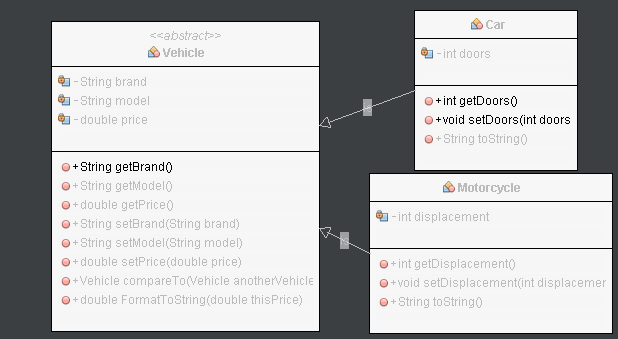 <<abstract>>
Vehicle
-String brand
-String model
-double price
+String getBrand()
+String getModel()
+double getPrice()
+String setBrand(String brand)
+String setModel(String model)
+double setPrice(double price)
+Vehicle compareTo(Vehicle anotherVehicle
+double FormatToString(double thisPrice)
Car
-int doors
+int getDoors()
+void setDoors(int doors
+String toString()
Motorcycle
-int displacement
+int getDisplacement()
+void setDisplacement(int displacemer
+String toString()